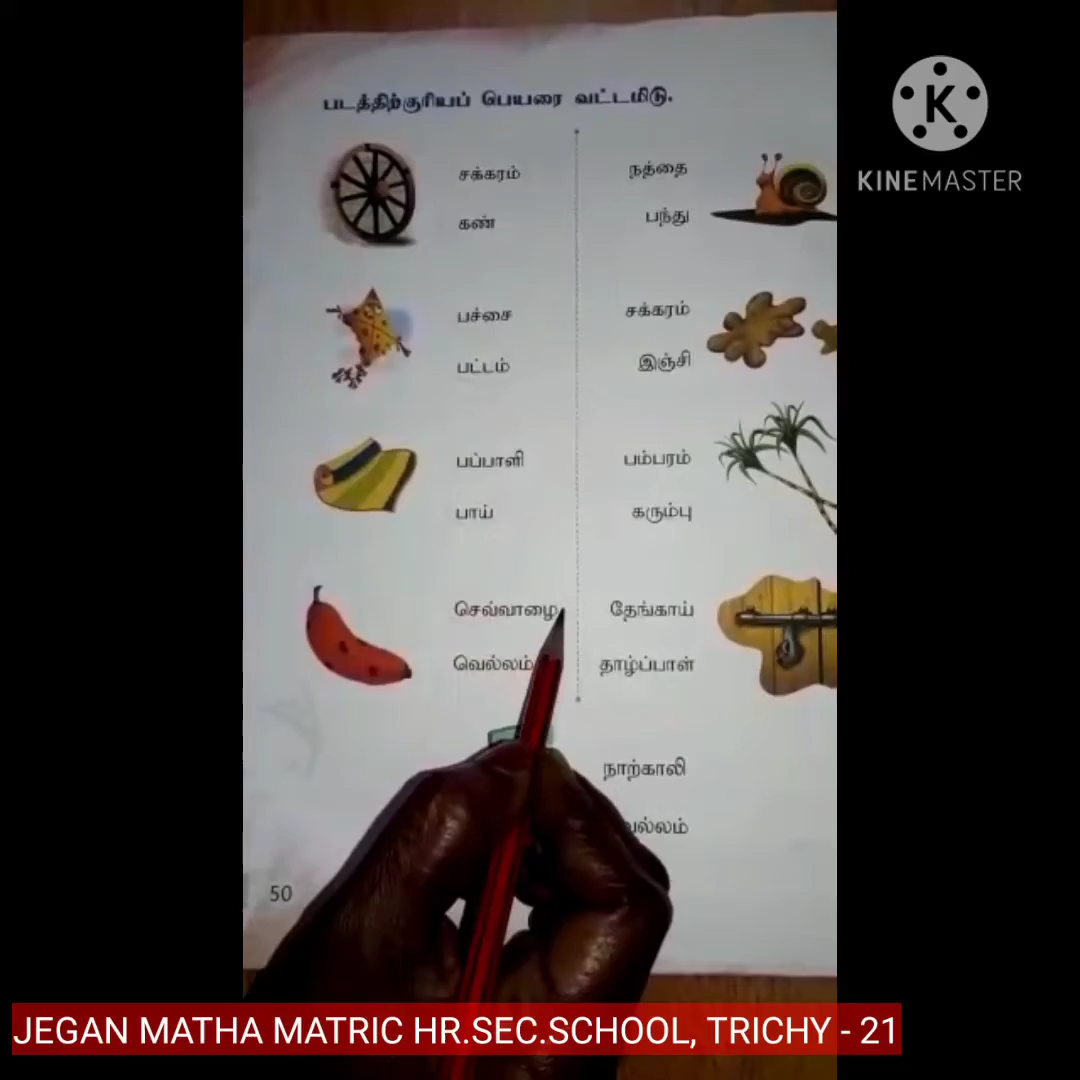 படத்திற்குரியப் பெயரை வட்டமிடு.
சக்கரம்
கண்
பச்சை
பட்டம்
பப்பாளி
பாய்
செவ்வாழை
வெல்லம்
நத்தை
பந்து
சக்கரம்
இஞ்சி
பம்பரம்
கரும்பு
தேங்காய்
தாழ்ப்பாள்
நாற்காலி
50
K
KINEMASTER
JEGAN MATHA MATRIC HR.SEC.SCHOOL, TRICHY - 21